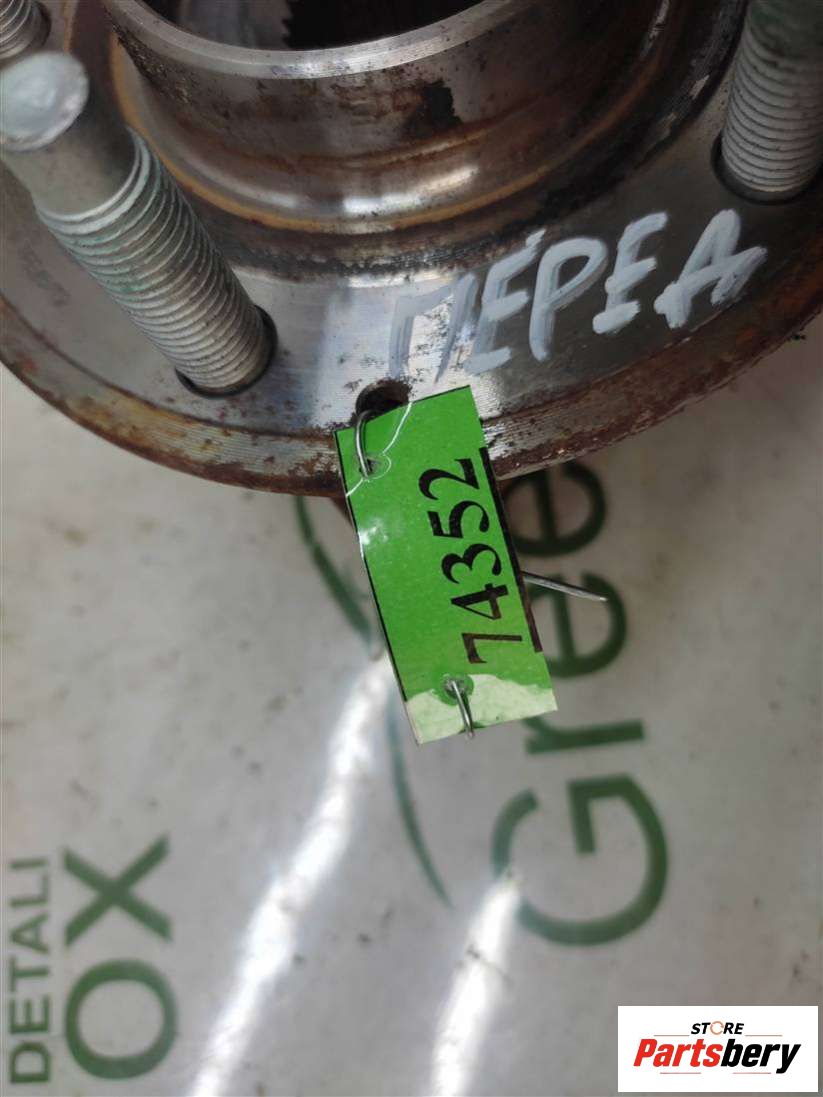 ПЕРЕД
74352
Gree
DETALI
OX
STORE
Partsbery